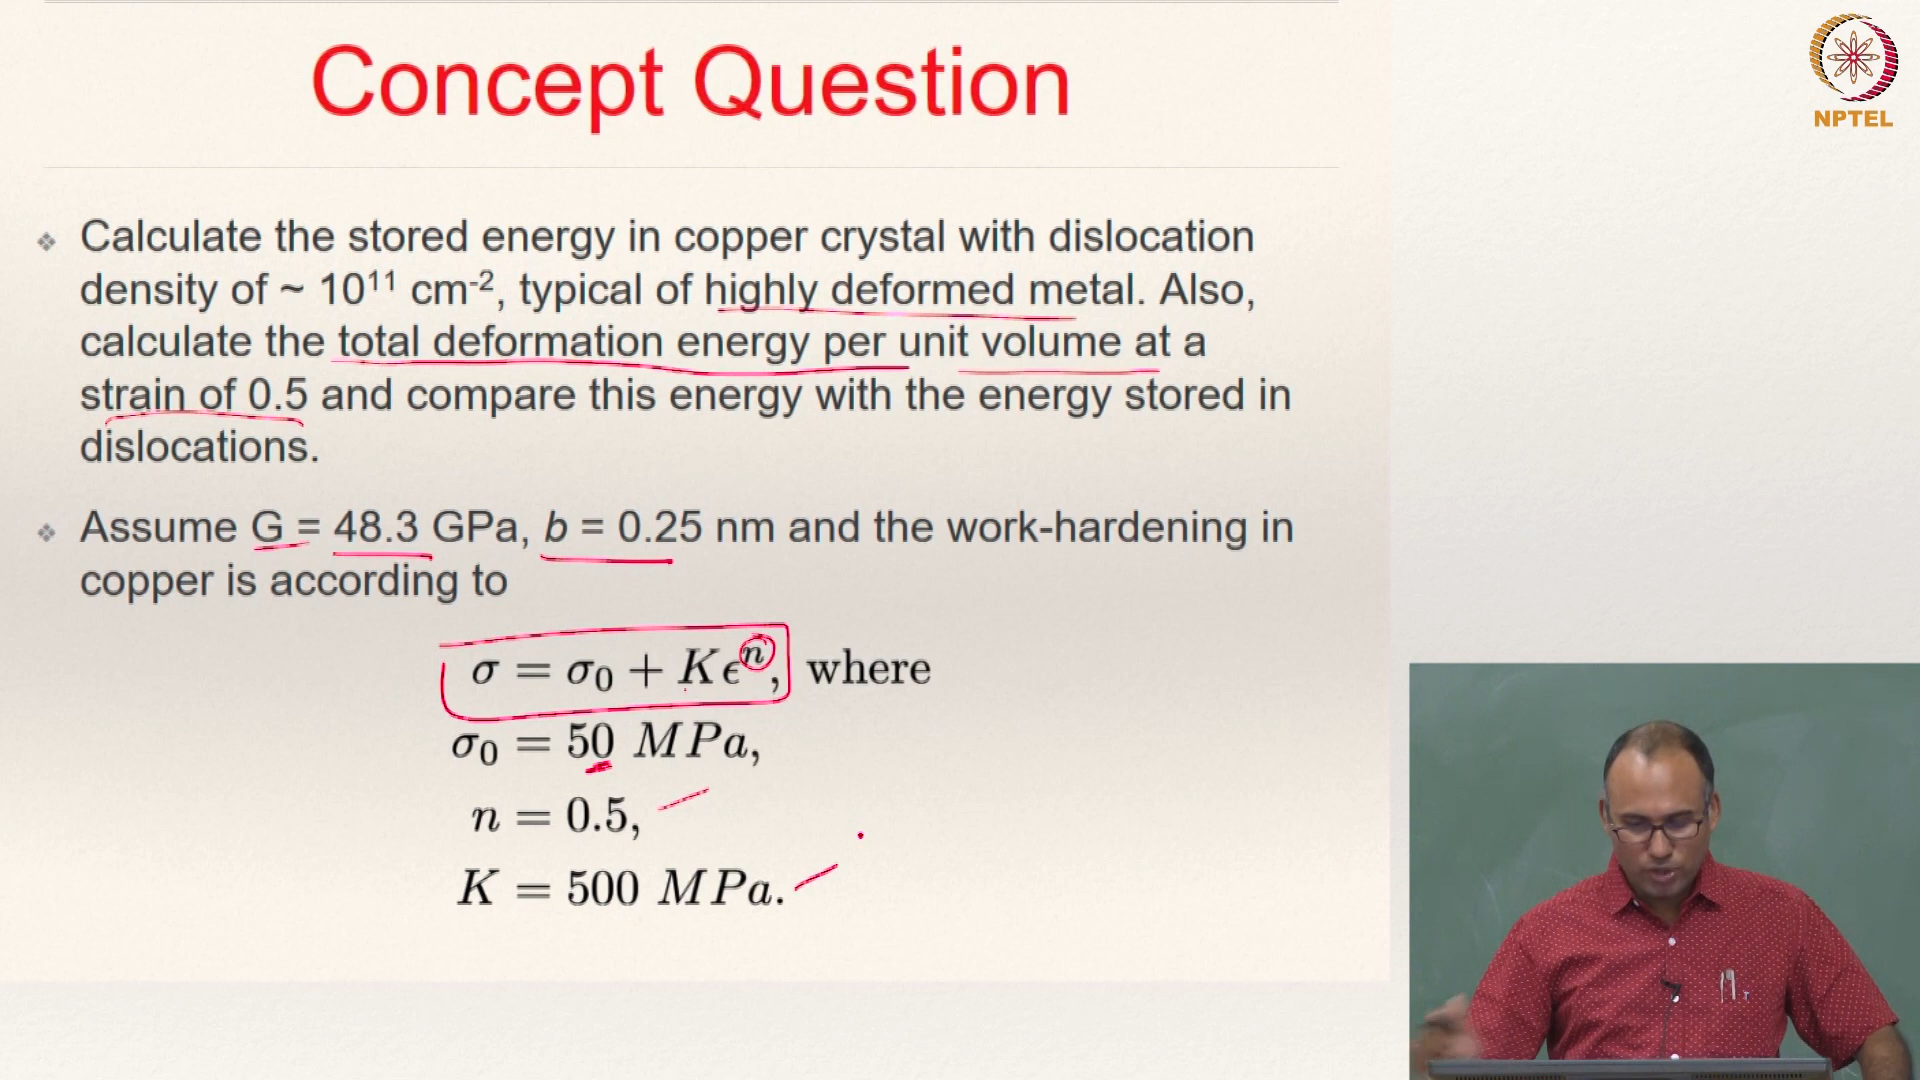 Concept Question
NPTEL
❖ Calculate the stored energy in copper crystal with dislocation
density of ~ 10¹¹ cm⁻², typical of highly deformed metal. Also,
calculate the total deformation energy per unit volume at a
strain of 0.5 and compare this energy with the energy stored in
dislocations.
❖ Assume G = 48.3 GPa, b = 0.25 nm and the work-hardening in
copper is according to
σ = σ₀ + Kϵⁿ, where
σ₀ = 50 MPa,
n = 0.5,
K = 500 MPa.